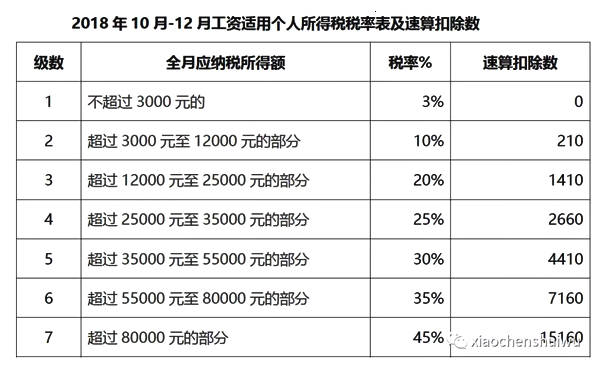 2018 年 10 月-12 月工资适用个人所得税税率表及速算扣除数
级数 全月应纳税所得额 税率% 速算扣除数
1 不超过 3000 元的 3% 0
2 超过 3000 元至 12000 元的部分 10% 210
3 超过 12000 元至 25000 元的部分 20% 1410
4 超过 25000 元至 35000 元的部分 25% 2660
5 超过 35000 元至 55000 元的部分 30% 4410
6 超过 55000 元至 80000 元的部分 35% 7160
7 超过 80000 元的部分 45% 15160
xiaochenshuiwu